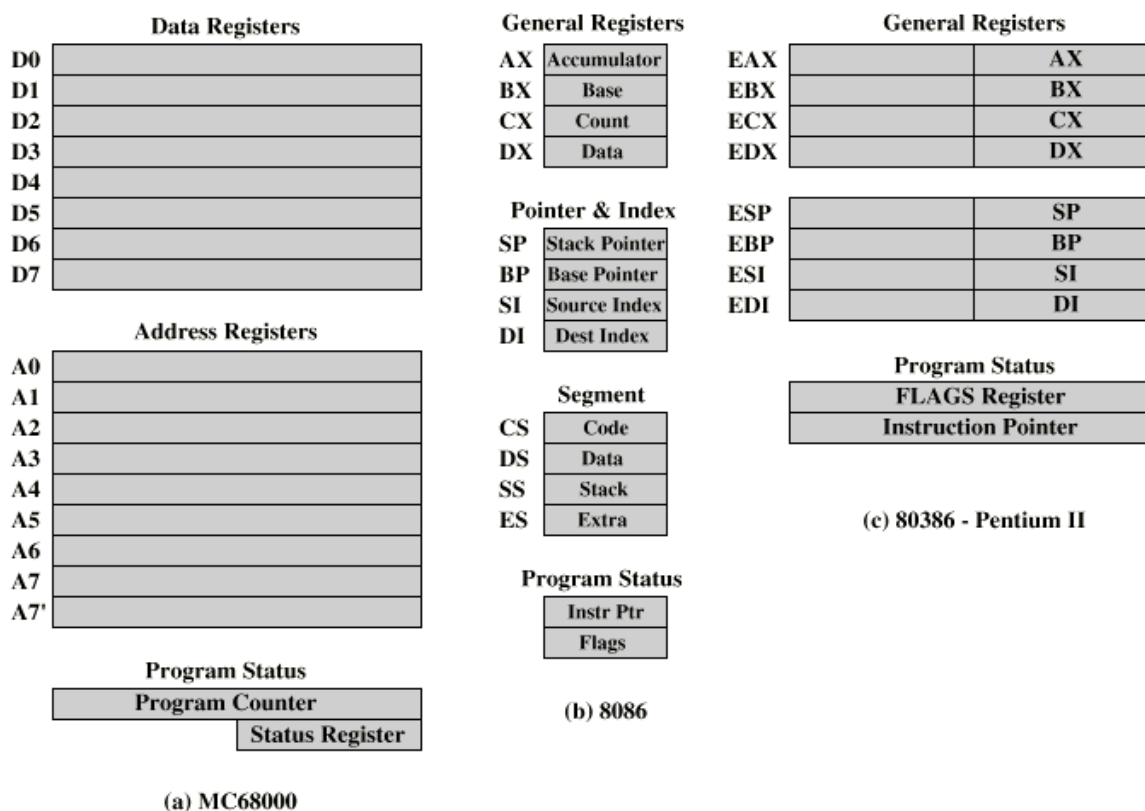 Data Registers
D0
D1
D2
D3
D4
D5
D6
D7
Address Registers
A0
A1
A2
A3
A4
A5
A6
A7
A7'
Program Status
Program Counter
Status Register
(a) MC68000
General Registers
AX Accumulator
BX Base
CX Count
DX Data
Pointer & Index
SP Stack Pointer
BP Base Pointer
SI Source Index
DI Dest Index
Segment
CS Code
DS Data
SS Stack
ES Extra
Program Status
Instr Ptr
Flags
(b) 8086
General Registers
EAX AX
EBX BX
ECX CX
EDX DX
ESP SP
EBP BP
ESI SI
EDI DI
Program Status
FLAGS Register
Instruction Pointer
(c) 80386 - Pentium II